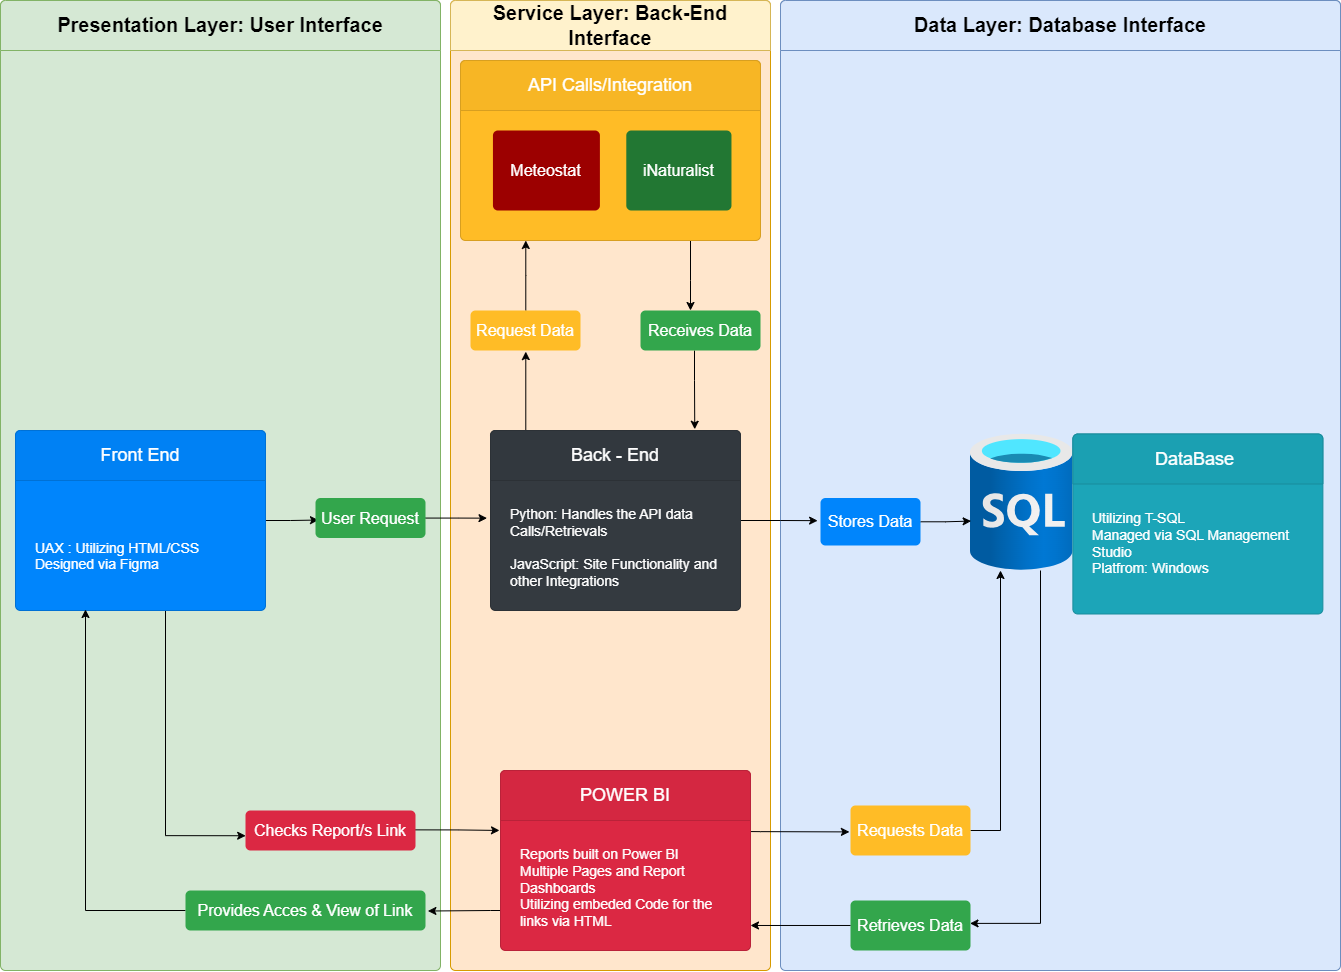 Presentation Layer: User Interface
Service Layer: Back-End
Interface
Data Layer: Database Interface
API Calls/Integration
Meteostat
iNaturalist
Request Data
Receives Data
Front End
UAX : Utilizing HTML/CSS
Designed via Figma
User Request
Back - End
Python: Handles the API data
Calls/Retrievals
JavaScript: Site Functionality and
other Integrations
Stores Data
SQL
DataBase
Utilizing T-SQL
Managed via SQL Management
Studio
Platfrom: Windows
Checks Report/s Link
Provides Acces & View of Link
POWER BI
Reports built on Power BI
Multiple Pages and Report
Dashboards
Utilizing embeded Code for the
links via HTML
Requests Data
Retrieves Data